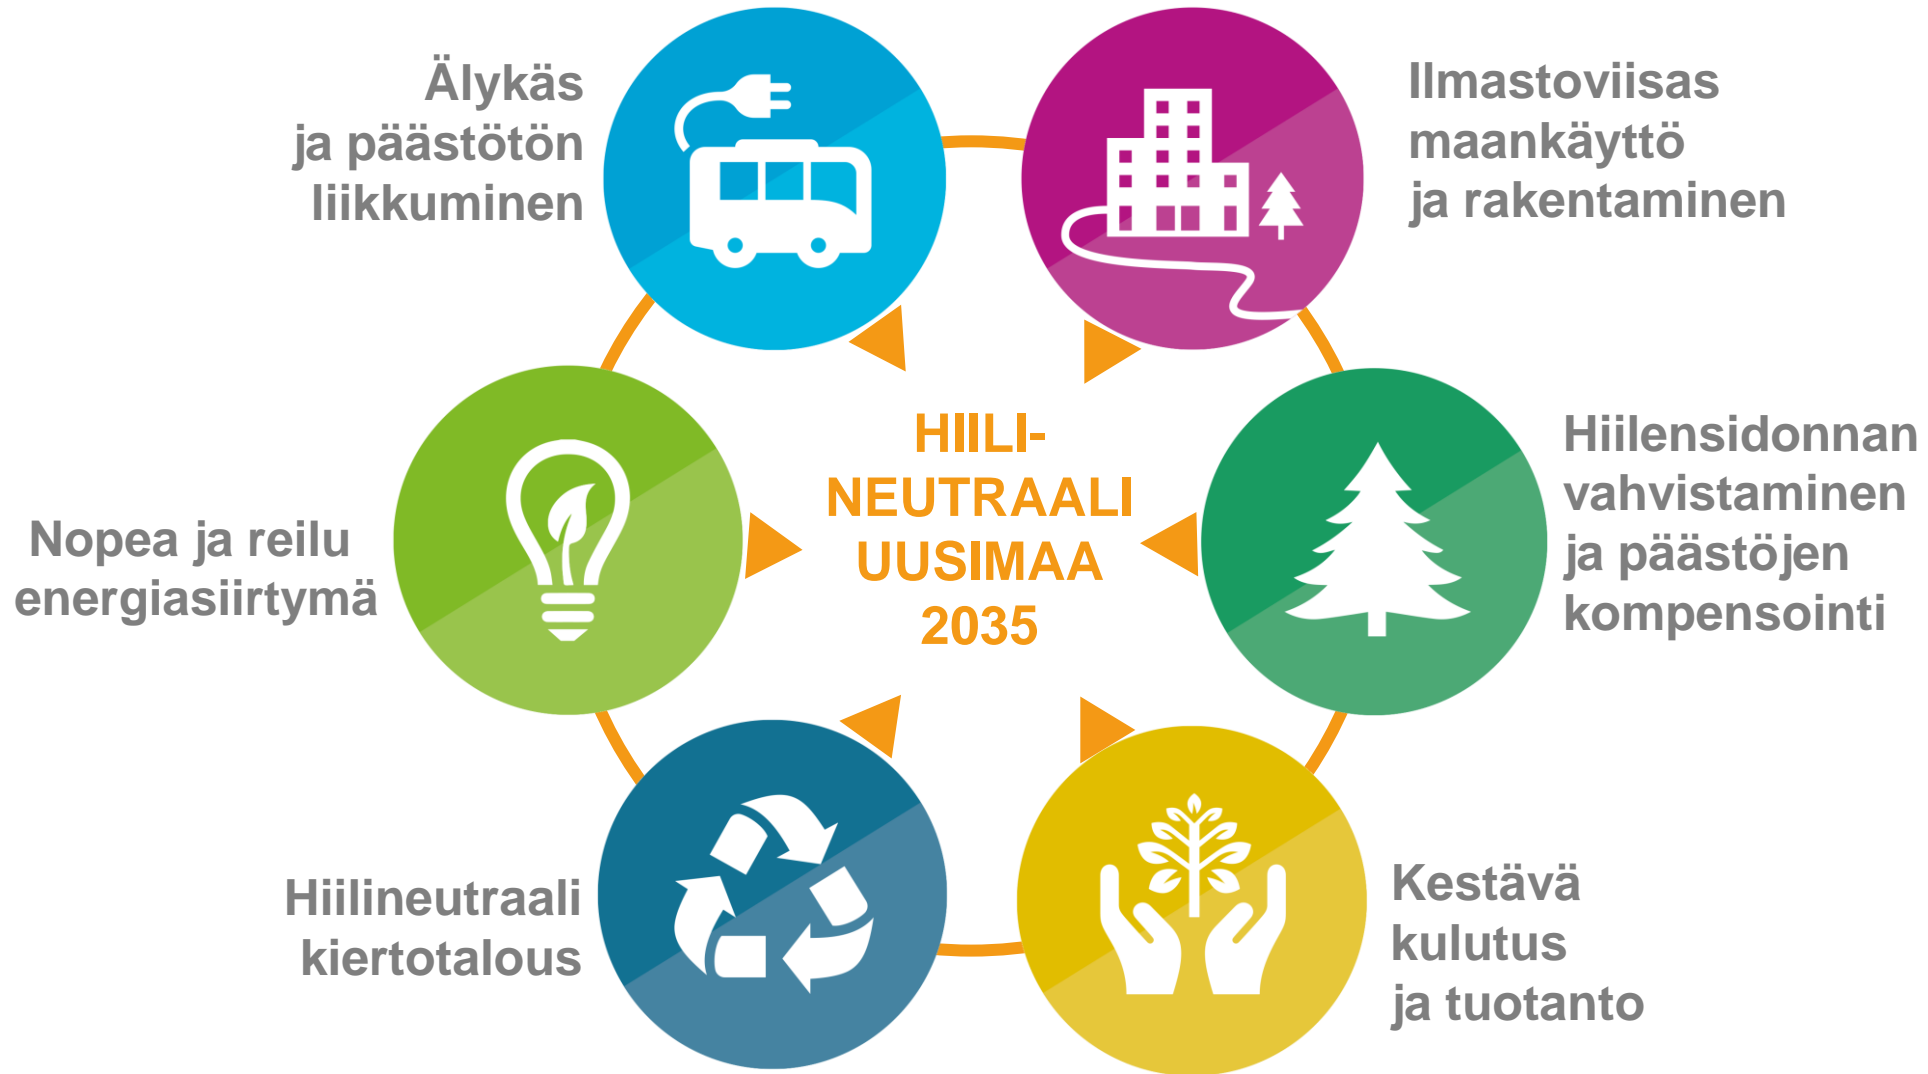 Älykäs
ja päästötön
liikkuminen
Ilmastoviisas
maankäyttö
ja rakentaminen
Nopea ja reilu
energiasiirtymä
HIILI-
NEUTRAALI
UUSIMAA
2035
Hiilensidonnan
vahvistaminen
ja päästöjen
kompensointi
Hiilineutraali
kiertotalous
Kestävä
kulutus
ja tuotanto